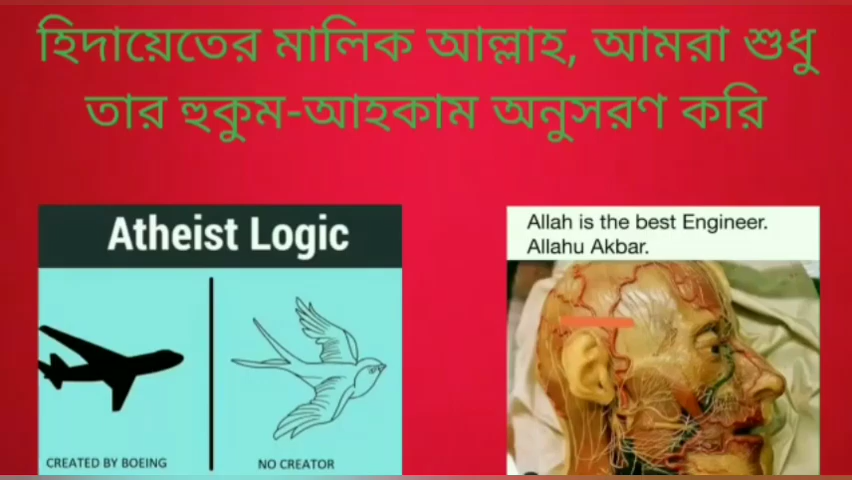 হিদায়েতের মালিক আল্লাহ, আমরা শুধু
তার হুকুম-আহকাম অনুসরণ করি
Atheist Logic
CREATED BY BOEING
NO CREATOR
Allah is the best Engineer.
Allahu Akbar.